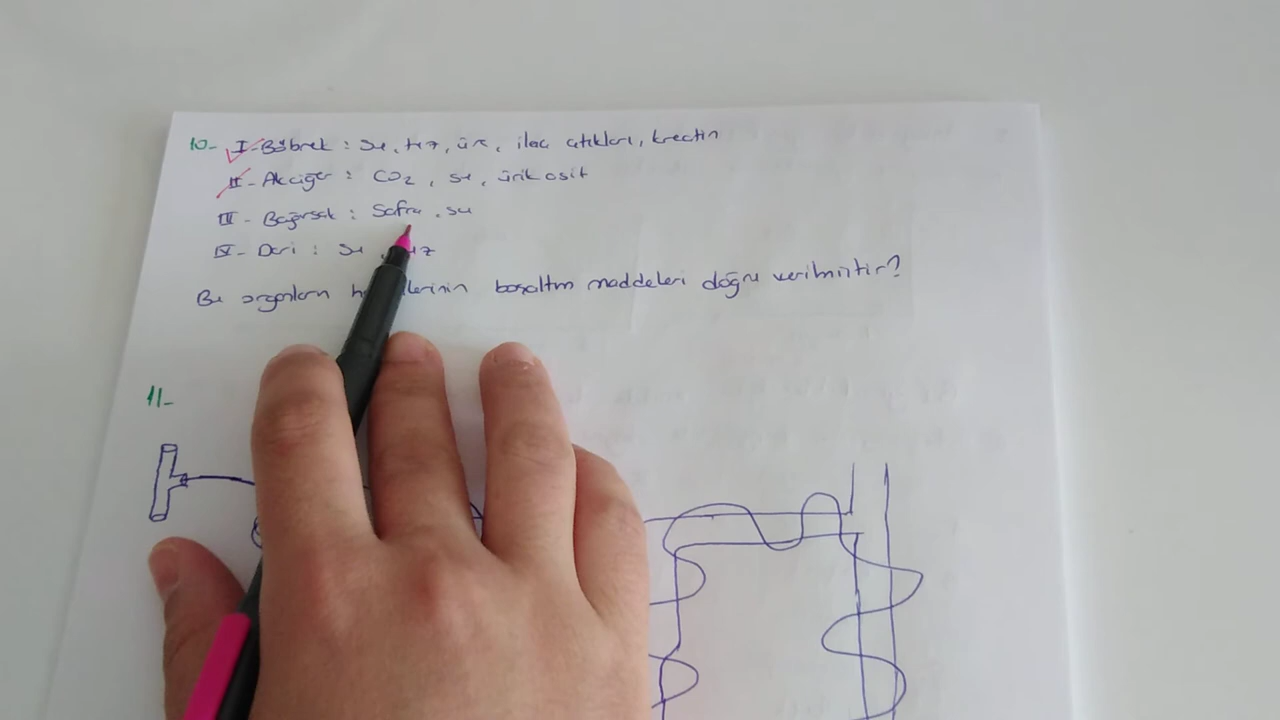 10- I- Böbrek : Su, tuz, üre, ilaç atıkları, kreatin
II- Akciğer : CO2, su, ürik asit
III- Bağırsak : Safra, su
IV- Deri : Su,
Bu organların boşaltım maddeleri doğru verilmiştir?
11-